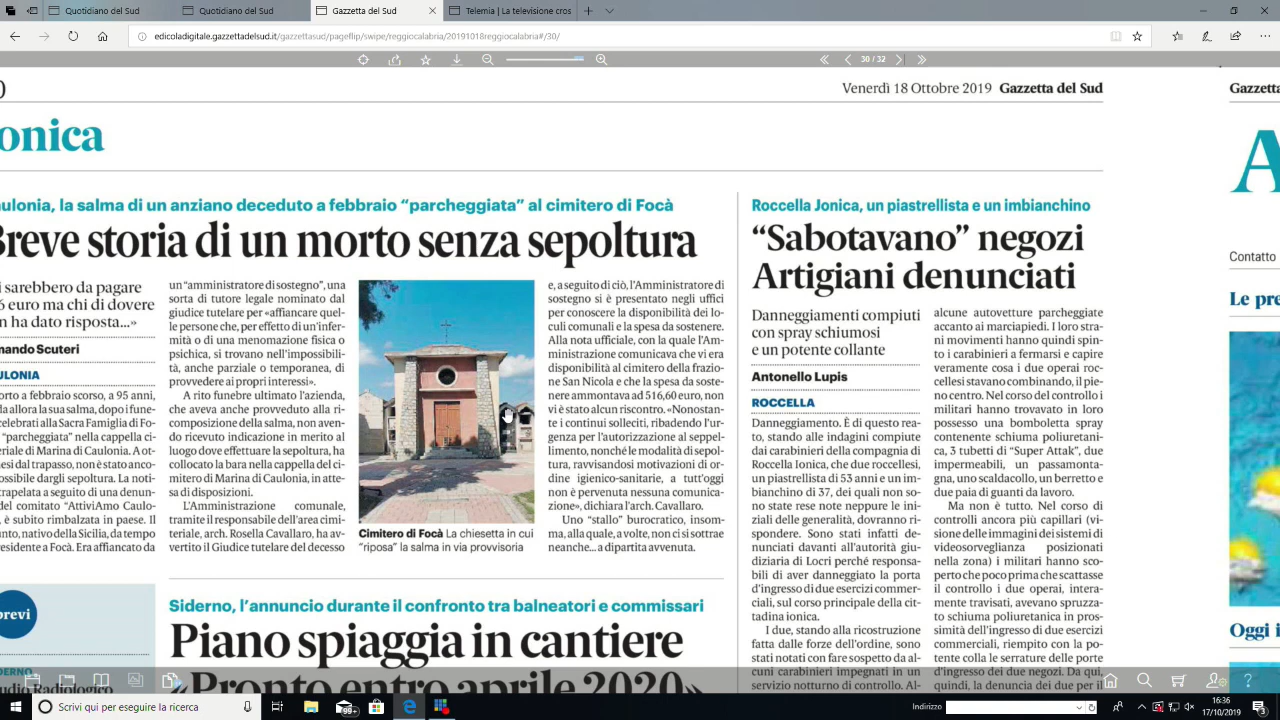 Quotidiani
Quotidiano del Sud
Quotidiano del Sud
Gazzetta del Sud
Telemia | La televisione cros
edicoladigitale.gazzettadelsud.it/gazzettasud/pageflip/swipe/reggiocalabria/20191018reggiocalabria#/30/
30 / 32
Venerdì 18 Ottobre 2019 Gazzetta del Sud
onica
aulonia, la salma di un anziano deceduto a febbraio “parcheggiata” al cimitero di Focà
Breve storia di un morto senza sepoltura
i sarebbero da pagare
6 euro ma chi di dovere
n ha dato risposta...»
mando Scuteri
ULONIA
orto a febbraio scorso, a 95 anni,
da allora la sua salma, dopo i fune-
celebrati alla Sacra Famiglia di Fo-
“parcheggiata” nella cappella ci-
eriale di Marina di Caulonia. A ot-
nesi dal trapasso, non è stato anco-
ossibile dargli sepoltura. La noti-
trapelata a seguito di una denun-
del comitato “AttiviAmo Caulo-
, è subito rimbalzata in paese. Il
unto, nativo della Sicilia, da tempo
esidente a Focà. Era affiancato da
un “amministratore di sostegno”, una
sorta di tutore legale nominato dal
giudice tutelare per «affiancare quel-
le persone che, per effetto di un’infer-
mità o di una menomazione fisica o
psichica, si trovano nell’impossibili-
tà, anche parziale o temporanea, di
provvedere ai propri interessi».
A rito funebre ultimato l’azienda,
che aveva anche provveduto alla ri-
composizione della salma, non aven-
do ricevuto indicazione in merito al
luogo dove effettuare la sepoltura, ha
collocato la bara nella cappella del ci-
mitero di Marina di Caulonia, in atte-
sa di disposizioni.
L’Amministrazione comunale,
tramite il responsabile dell’area cimi-
teriale, arch. Rosella Cavallaro, ha av-
vertito il Giudice tutelare del decesso
Cimitero di Focà La chiesetta in cui
“riposa” la salma in via provvisoria
e, a seguito di ciò, l’Amministratore di
sostegno si è presentato negli uffici
per conoscere la disponibilità dei lo-
culi comunali e la spesa da sostenere.
Alla nota ufficiale, con la quale l’Am-
ministrazione comunicava che vi era
disponibilità al cimitero della frazio-
ne San Nicola e che la spesa da soste-
nere ammontava ad 516,60 euro, non
vi è stato alcun riscontro. «Nonostan-
te i continui solleciti, ribadendo l’ur-
genza per l’autorizzazione al seppel-
limento, nonché le modalità di sepol-
tura, ravvisandosi motivazioni di or-
dine igienico-sanitarie, a tutt’oggi
non è pervenuta nessuna comunica-
zione», dichiara l’arch. Cavallaro.
Uno “stallo” burocratico, insom-
ma, alla quale, a volte, non ci si sottrae
neanche... a dipartita avvenuta.
Roccella Jonica, un piastrellista e un imbianchino
“Sabotavano” negozi
Artigiani denunciati
Danneggiamenti compiuti
con spray schiumosi
e un potente collante
Antonello Lupis
ROCCELLA
Danneggiamento. È di questo rea-
to, stando alle indagini compiute
dai carabinieri della compagnia di
Roccella Ionica, che due roccellesi,
un piastrellista di 53 anni e un im-
bianchino di 37, dei quali non so-
no state rese note neppure le ini-
ziali delle generalità, dovranno ri-
spondere. Sono stati infatti de-
nunciati davanti all’autorità giu-
diziaria di Locri perché responsa-
bili di aver danneggiato la porta
d’ingresso di due esercizi commer-
ciali, sul corso principale della cit-
tadina ionica.
I due, stando alla ricostruzione
fatta dalle forze dell’ordine, sono
stati notati con fare sospetto da al-
cuni carabinieri impegnati in un
servizio notturno di controllo. Al-
alcune autovetture parcheggiate
accanto ai marciapiedi. I loro stra-
ni movimenti hanno quindi spin-
to i carabinieri a fermarsi e capire
veramente cosa i due operai roc-
cellesi stavano combinando, il pie-
no centro. Nel corso del controllo i
militari hanno trovavato in loro
possesso una bomboletta spray
contenente schiuma poliuretani-
ca, 3 tubetti di “Super Attak”, due
impermeabili, un passamonta-
gna, uno scaldacollo, un berretto e
due paia di guanti da lavoro.
Ma non è tutto. Nel corso di
controlli ancora più capillari (vi-
sione delle immagini dei sistemi di
videosorveglianza posizionati
nella zona) i militari hanno sco-
perto che poco prima che scattasse
il controllo i due operai, intera-
mente travisati, avevano spruzza-
to schiuma poliuretanica in pros-
simità dell’ingresso di due esercizi
commerciali, riempito con la po-
tente colla le serrature delle porte
d’ingresso dei due negozi. Da qui,
quindi, la denuncia dei due per il
Siderno, l’annuncio durante il confronto tra balneatori e commissari
Piano spiaggia in cantiere
«Pronto entro aprile 2020»
brevi
DERNO
udio Radiologico
Gazzetta
A
Contatto
Le pre
Oggi i
Scrivi qui per eseguire la ricerca
99+
Indirizzo
16:36
17/10/2019
3